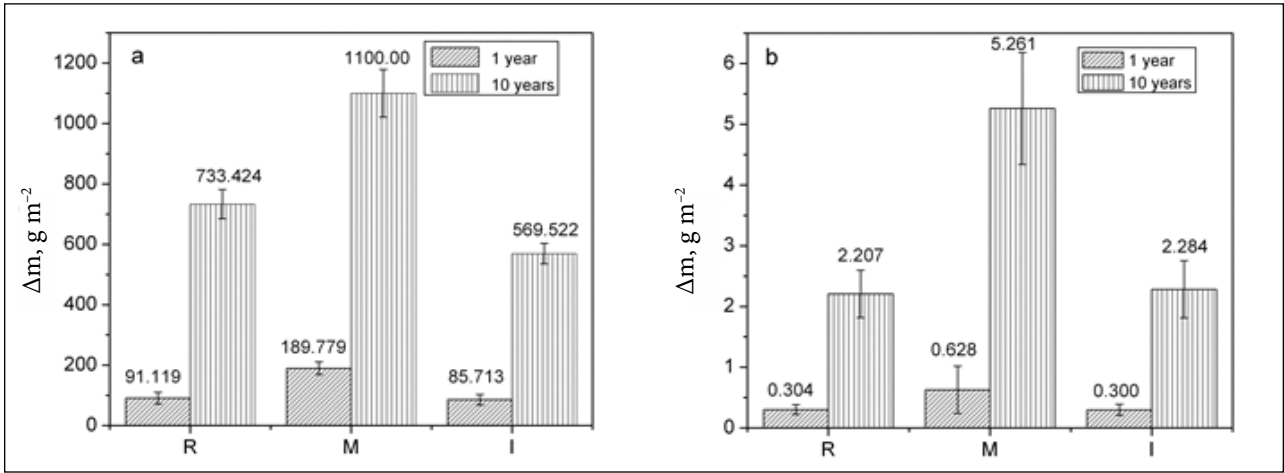 a
1 year
10 years
1200
1000
800
600
400
200
0
Δm, g m⁻²
91.119
733.424
189.779
1100.00
85.713
569.522
R
M
I
b
1 year
10 years
6
5
4
3
2
1
0
Δm, g m⁻²
0.304
2.207
0.628
5.261
0.300
2.284
R
M
I